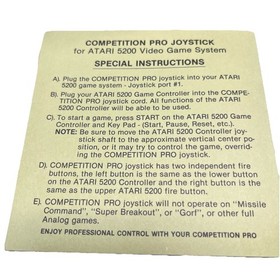 COMPETITION PRO JOYSTICK
for ATARI 5200 Video Game System
SPECIAL INSTRUCTIONS
A). Plug the COMPETITION PRO joystick into your ATARI
5200 game system - Joystick port #1.
B). Plug your ATARI 5200 Game Controller into the COMPE-
TITION PRO joystick cord. All functions of the ATARI
5200 Game Controller will be able to be used.
C). To start a game, press START on the ATARI 5200 Game
Controller and Key Pad - (Start, Pause, Reset, etc.).
NOTE: Be sure to move the ATARI 5200 Controller joy-
shaft to the approximate vertical center po-
sition, or it may try to control the game, overrid-
ing the competition pro.
D). COMPETITION PRO joystick has two independent fire
buttons, the left button is the same as the lower button
on the ATARI 5200 Controller and the right button is the
same as the upper button.
E). COMPETITION PRO joystick will not operate on "Missile
Command", "Super Breakout", or "Gorf", or other full
Analog games.
ENJOY PROFESSIONAL CONTROL WITH YOUR COMPETITION PRO